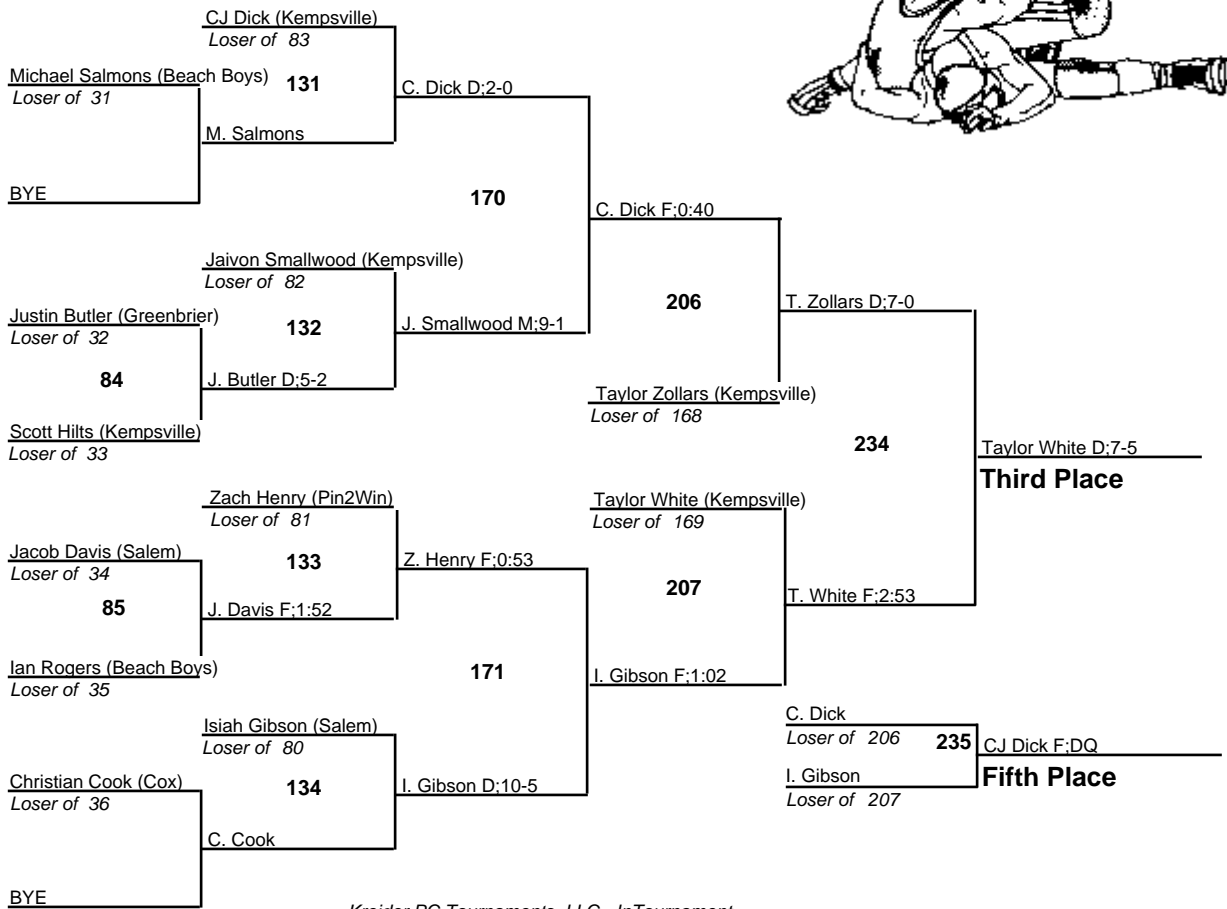 CJ Dick (Kempsville)
Loser of 83
Michael Salmons (Beach Boys)
Loser of 31
131
C. Dick D;2-0
M. Salmons
BYE
170
C. Dick F;0:40
Jaivon Smallwood (Kempsville)
Loser of 82
Justin Butler (Greenbrier)
Loser of 32
132
J. Smallwood M;9-1
206
T. Zollars D;7-0
84
J. Butler D;5-2
Taylor Zollars (Kempsville)
Loser of 168
Scott Hilts (Kempsville)
Loser of 33
234
Taylor White D;7-5
Third Place
Zach Henry (Pin2Win)
Loser of 81
Taylor White (Kempsville)
Loser of 169
Jacob Davis (Salem)
Loser of 34
133
Z. Henry F;0:53
207
T. White F;2:53
85
J. Davis F;1:52
Ian Rogers (Beach Boys)
Loser of 35
171
I. Gibson F;1:02
Isiah Gibson (Salem)
Loser of 80
C. Dick
Loser of 206
235
CJ Dick F;DQ
Fifth Place
I. Gibson
Loser of 207
Christian Cook (Cox)
Loser of 36
134
I. Gibson D;10-5
C. Cook
BYE